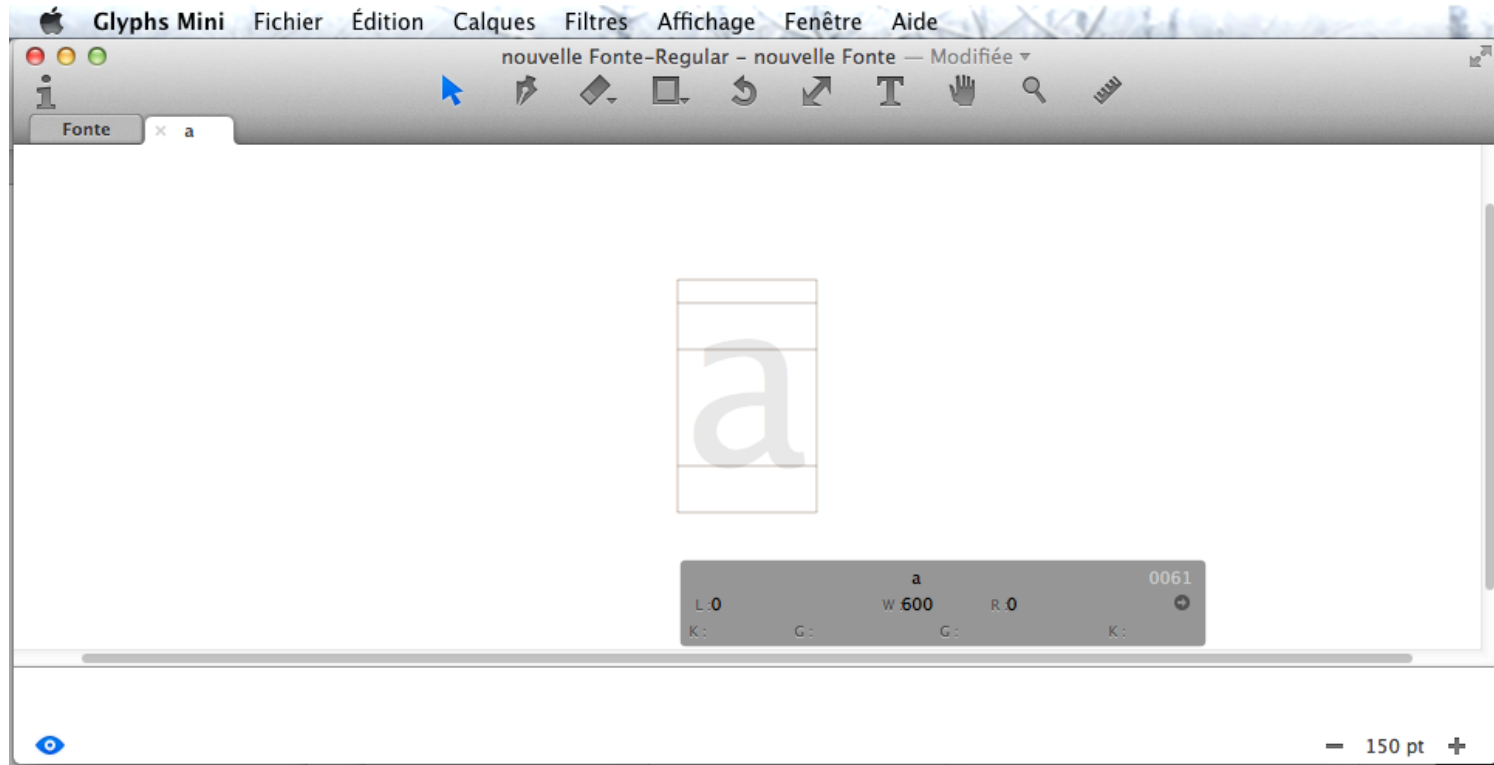 Glyphs Mini Fichier Édition Calques Filtres Affichage Fenêtre Aide
nouvelle Fonte-Regular – nouvelle Fonte — Modifiée
Fonte × a
a
a 0061
L :0 W :600 R :0
K : G : G : K :
150 pt